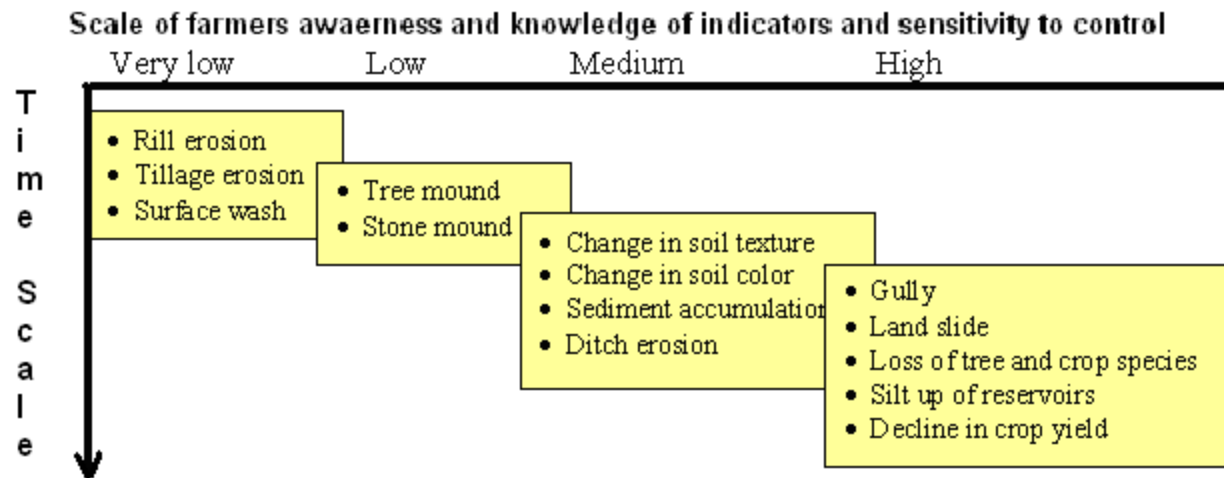 Scale of farmers awaerness and knowledge of indicators and sensitivity to control
Very low Low Medium High
Time Scale
• Rill erosion
• Tillage erosion
• Surface wash
• Tree mound
• Stone mound
• Change in soil texture
• Change in soil color
• Sediment accumulation
• Ditch erosion
• Gully
• Land slide
• Loss of tree and crop species
• Silt up of reservoirs
• Decline in crop yield